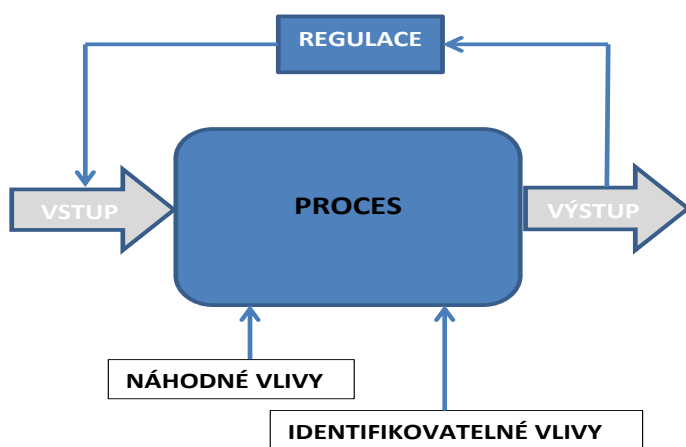 REGULACE
VSTUP
PROCES
VÝSTUP
NÁHODNÉ VLIVY
IDENTIFIKOVATELNÉ VLIVY